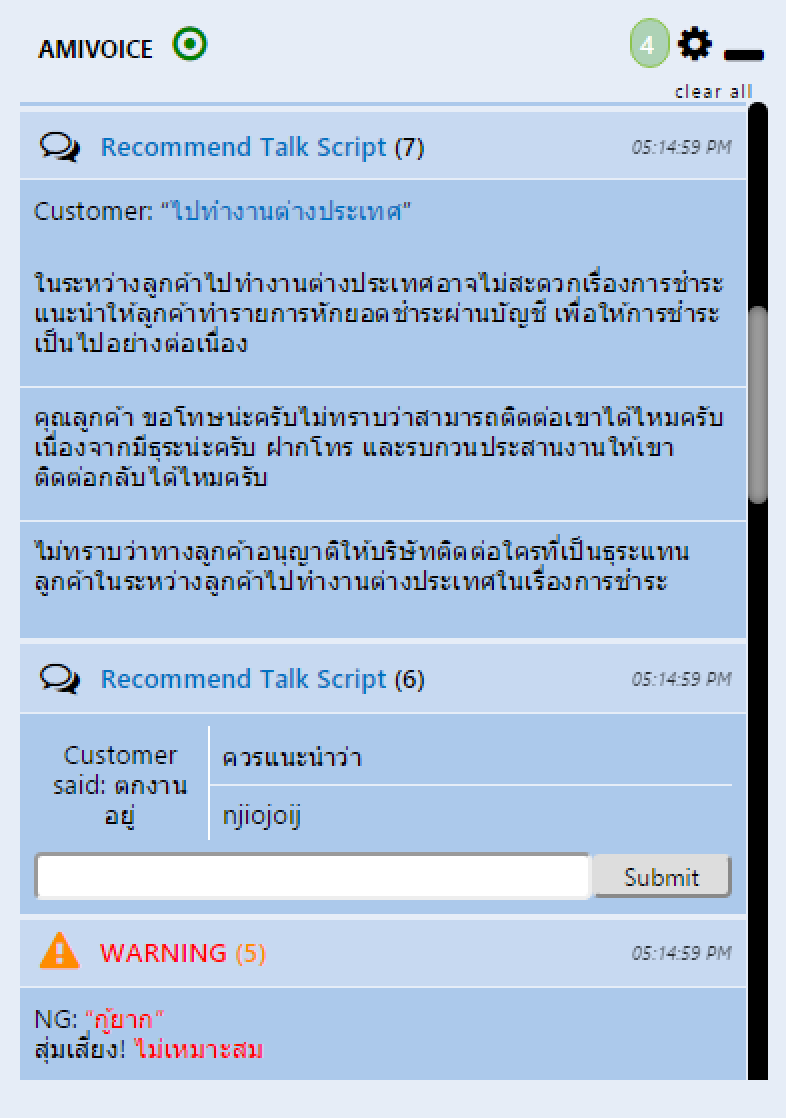 AMIVOICE
4
clear all
Recommend Talk Script (7)
05:14:59 PM
Customer: “ไปทำงานต่างประเทศ”
ในระหว่างลูกค้าไปทำงานต่างประเทศอาจไม่สะดวกเรื่องการชำระ
แนะนำให้ลูกค้าทำรายการหักยอดชำระผ่านบัญชี เพื่อให้การชำระ
เป็นไปอย่างต่อเนื่อง
คุณลูกค้า ขอโทษน่ะครับไม่ทราบว่าสามารถติดต่อเขาได้ไหมครับ
เนื่องจากมีธุระน่ะครับ ฝากโทร และรบกวนประสานงานให้เขา
ติดต่อกลับได้ไหมครับ
ไม่ทราบว่าทางลูกค้าอนุญาติให้บริษัทติดต่อใครที่เป็นธุระแทน
ลูกค้าในระหว่างลูกค้าไปทำงานต่างประเทศในเรื่องการชำระ
Recommend Talk Script (6)
05:14:59 PM
Customer
said: ตกงาน
อยู่
ควรแนะนำว่า
njiojoij
Submit
WARNING (5)
05:14:59 PM
NG: “กู้ยาก”
สุ่มเสี่ยง! ไม่เหมาะสม